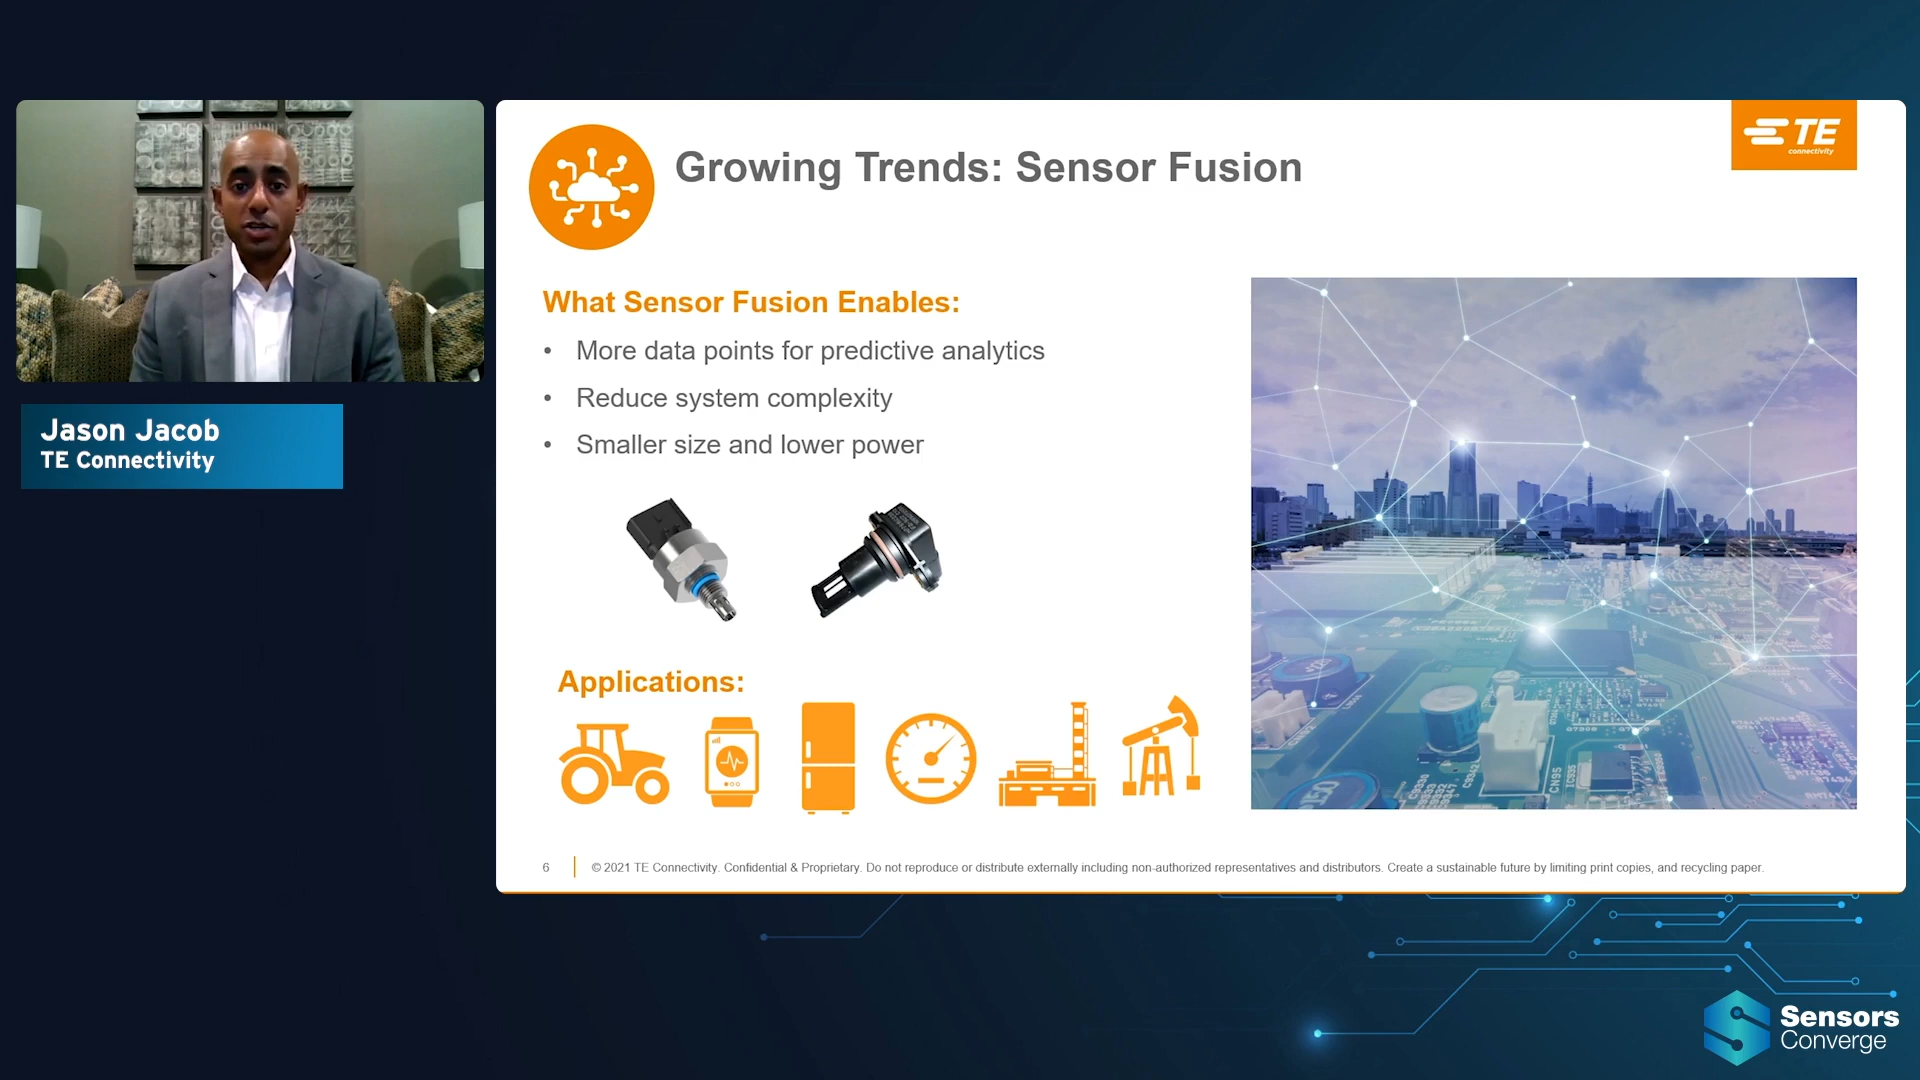 Jason Jacob
TE Connectivity
TE
connectivity
Growing Trends: Sensor Fusion
What Sensor Fusion Enables:
• More data points for predictive analytics
• Reduce system complexity
• Smaller size and lower power
Applications:
6
© 2021 TE Connectivity. Confidential & Proprietary. Do not reproduce or distribute externally including non-authorized representatives and distributors. Create a sustainable future by limiting print copies, and recycling paper.
Sensors
Converge